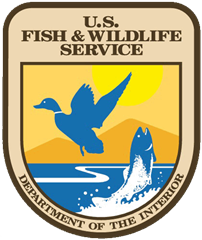 U.S.
FISH & WILDLIFE
SERVICE
DEPARTMENT OF THE INTERIOR